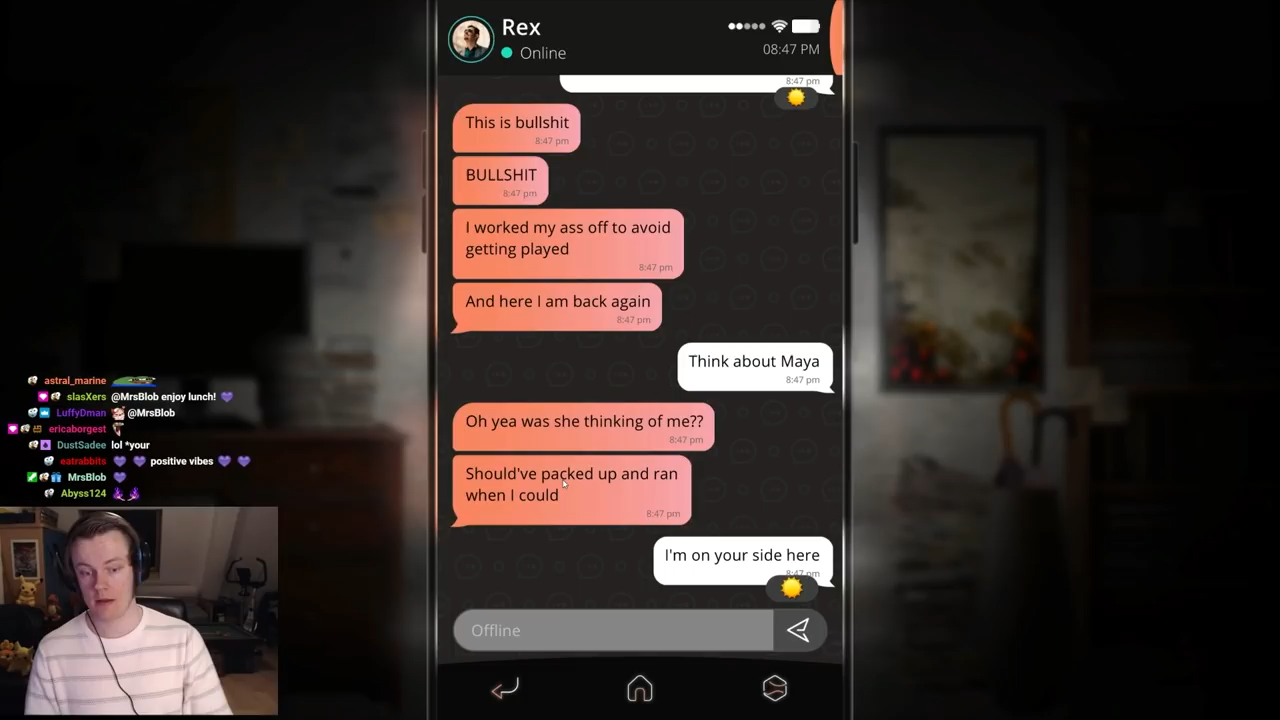 Rex
Online
08:47 PM
8:47 pm
This is bullshit
8:47 pm
BULLSHIT
8:47 pm
I worked my ass off to avoid
getting played
8:47 pm
And here I am back again
8:47 pm
Think about Maya
8:47 pm
Oh yea was she thinking of me??
8:47 pm
Should've packed up and ran
when I could
8:47 pm
I'm on your side here
8:47 pm
Offline
astral_marine
slasXers @MrsBlob enjoy lunch!
LuffyDman @MrsBlob
ericaborgest
DustSadee lol *your
eatrabbits positive vibes
MrsBlob
Abyss124